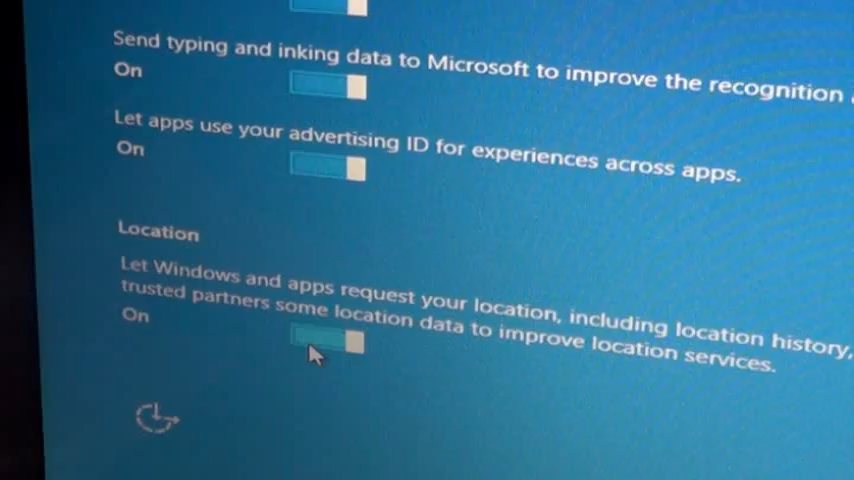 Send typing and inking data to Microsoft to improve the recognition
On
Let apps use your advertising ID for experiences across apps.
On
Location
Let Windows and apps request your location, including location history,
trusted partners some location data to improve location services.
On